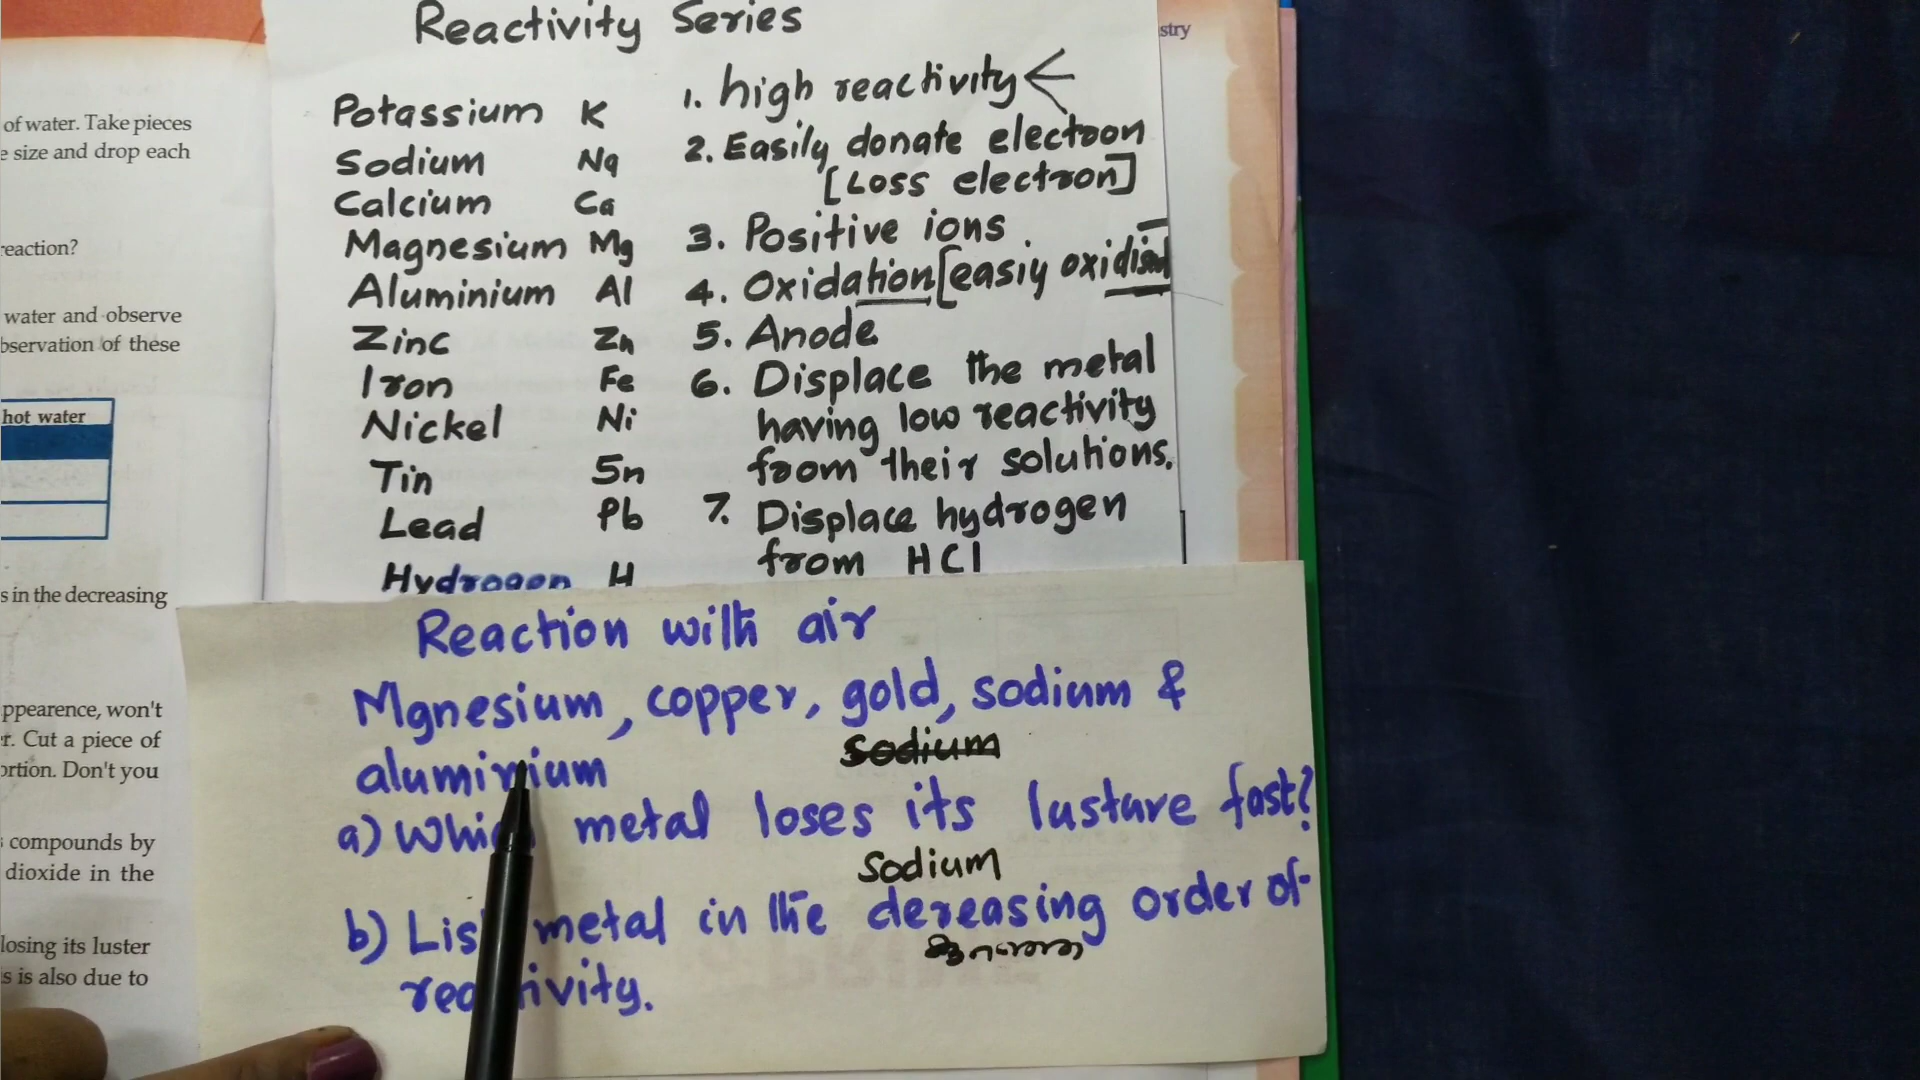 stry
of water. Take pieces
e size and drop each
reaction?
water and observe
bservation of these
hot water
s in the decreasing
ppearence, won't
r. Cut a piece of
ortion. Don't you
compounds by
dioxide in the
losing its luster
s is also due to
Reactivity Series
Potassium K
Sodium Na
Calcium Ca
Magnesium Mg
Aluminium Al
Zinc Zn
Iron Fe
Nickel Ni
Tin Sn
Lead Pb
Hydrogen H
1. high reactivity
2. Easily donate electron
[Loss electron]
3. Positive ions
4. Oxidation [easiy
5. Anode
6. Displace the metal
having low reactivity
from their solutions.
7. Displace hydrogen
from HCl
Reaction with air
Mgnesium, copper, gold, sodium &
aluminium
sodium
a) Whic metal loses its lusture fast?
Sodium
b) Lis metal in the dereasing order of
reactivity.